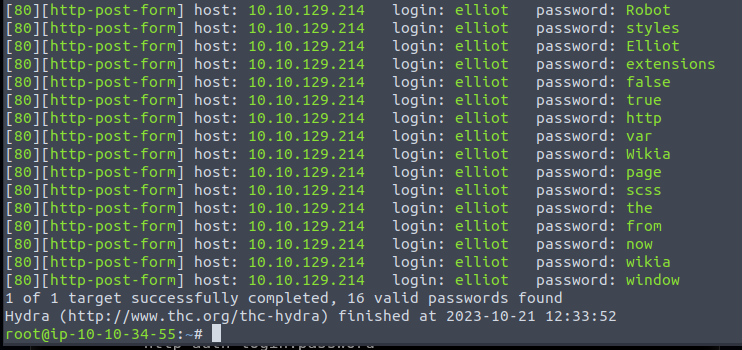 [80][http-post-form] host: 10.10.129.214   login: elliot   password: Robot
[80][http-post-form] host: 10.10.129.214   login: elliot   password: styles
[80][http-post-form] host: 10.10.129.214   login: elliot   password: Elliot
[80][http-post-form] host: 10.10.129.214   login: elliot   password: extensions
[80][http-post-form] host: 10.10.129.214   login: elliot   password: false
[80][http-post-form] host: 10.10.129.214   login: elliot   password: true
[80][http-post-form] host: 10.10.129.214   login: elliot   password: http
[80][http-post-form] host: 10.10.129.214   login: elliot   password: var
[80][http-post-form] host: 10.10.129.214   login: elliot   password: Wikia
[80][http-post-form] host: 10.10.129.214   login: elliot   password: page
[80][http-post-form] host: 10.10.129.214   login: elliot   password: scss
[80][http-post-form] host: 10.10.129.214   login: elliot   password: the
[80][http-post-form] host: 10.10.129.214   login: elliot   password: from
[80][http-post-form] host: 10.10.129.214   login: elliot   password: now
[80][http-post-form] host: 10.10.129.214   login: elliot   password: wikia
[80][http-post-form] host: 10.10.129.214   login: elliot   password: window
1 of 1 target successfully completed, 16 valid passwords found
Hydra (http://www.thc.org/thc-hydra) finished at 2023-10-21 12:33:52
root@ip-10-10-34-55:~#